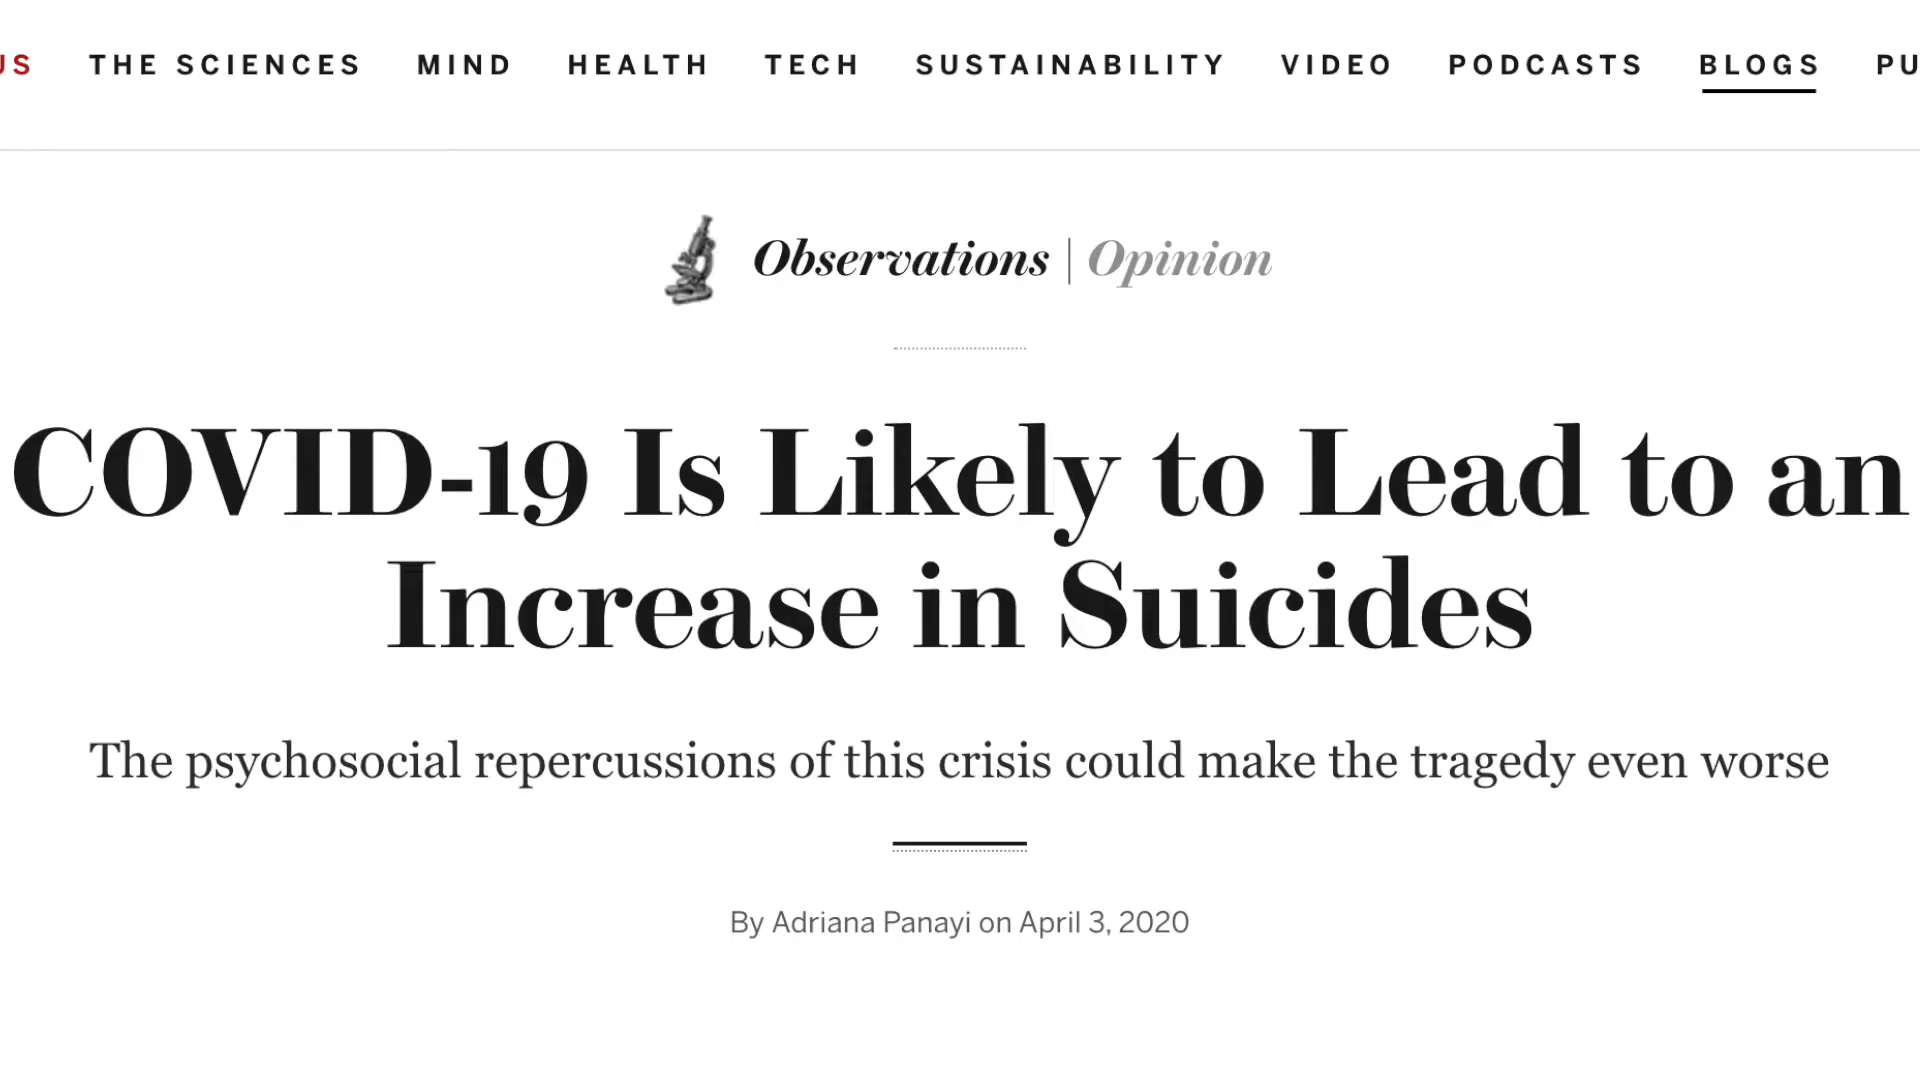 US THE SCIENCES MIND HEALTH TECH SUSTAINABILITY VIDEO PODCASTS BLOGS PU
Observations | Opinion
COVID-19 Is Likely to Lead to an
Increase in Suicides
The psychosocial repercussions of this crisis could make the tragedy even worse
By Adriana Panayi on April 3, 2020